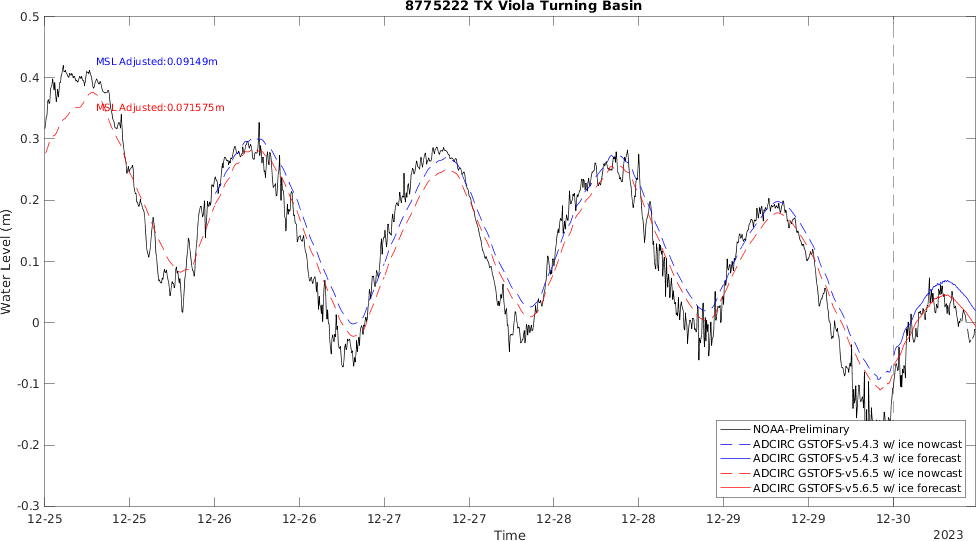 8775222 TX Viola Turning Basin
0.5
0.4
0.3
0.2
0.1
0
-0.1
-0.2
-0.3
Water Level (m)
MSL Adjusted:0.09149m
MSL Adjusted:0.071575m
NOAA-Preliminary
ADCIRC GSTOFS-v5.4.3 w/ ice nowcast
ADCIRC GSTOFS-v5.4.3 w/ ice forecast
ADCIRC GSTOFS-v5.6.5 w/ ice nowcast
ADCIRC GSTOFS-v5.6.5 w/ ice forecast
12-25 12-25 12-26 12-26 12-27 12-27 12-28 12-28 12-29 12-29 12-30
Time
2023